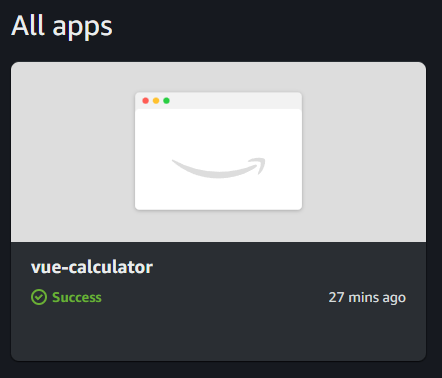 All apps
vue-calculator
Success 27 mins ago